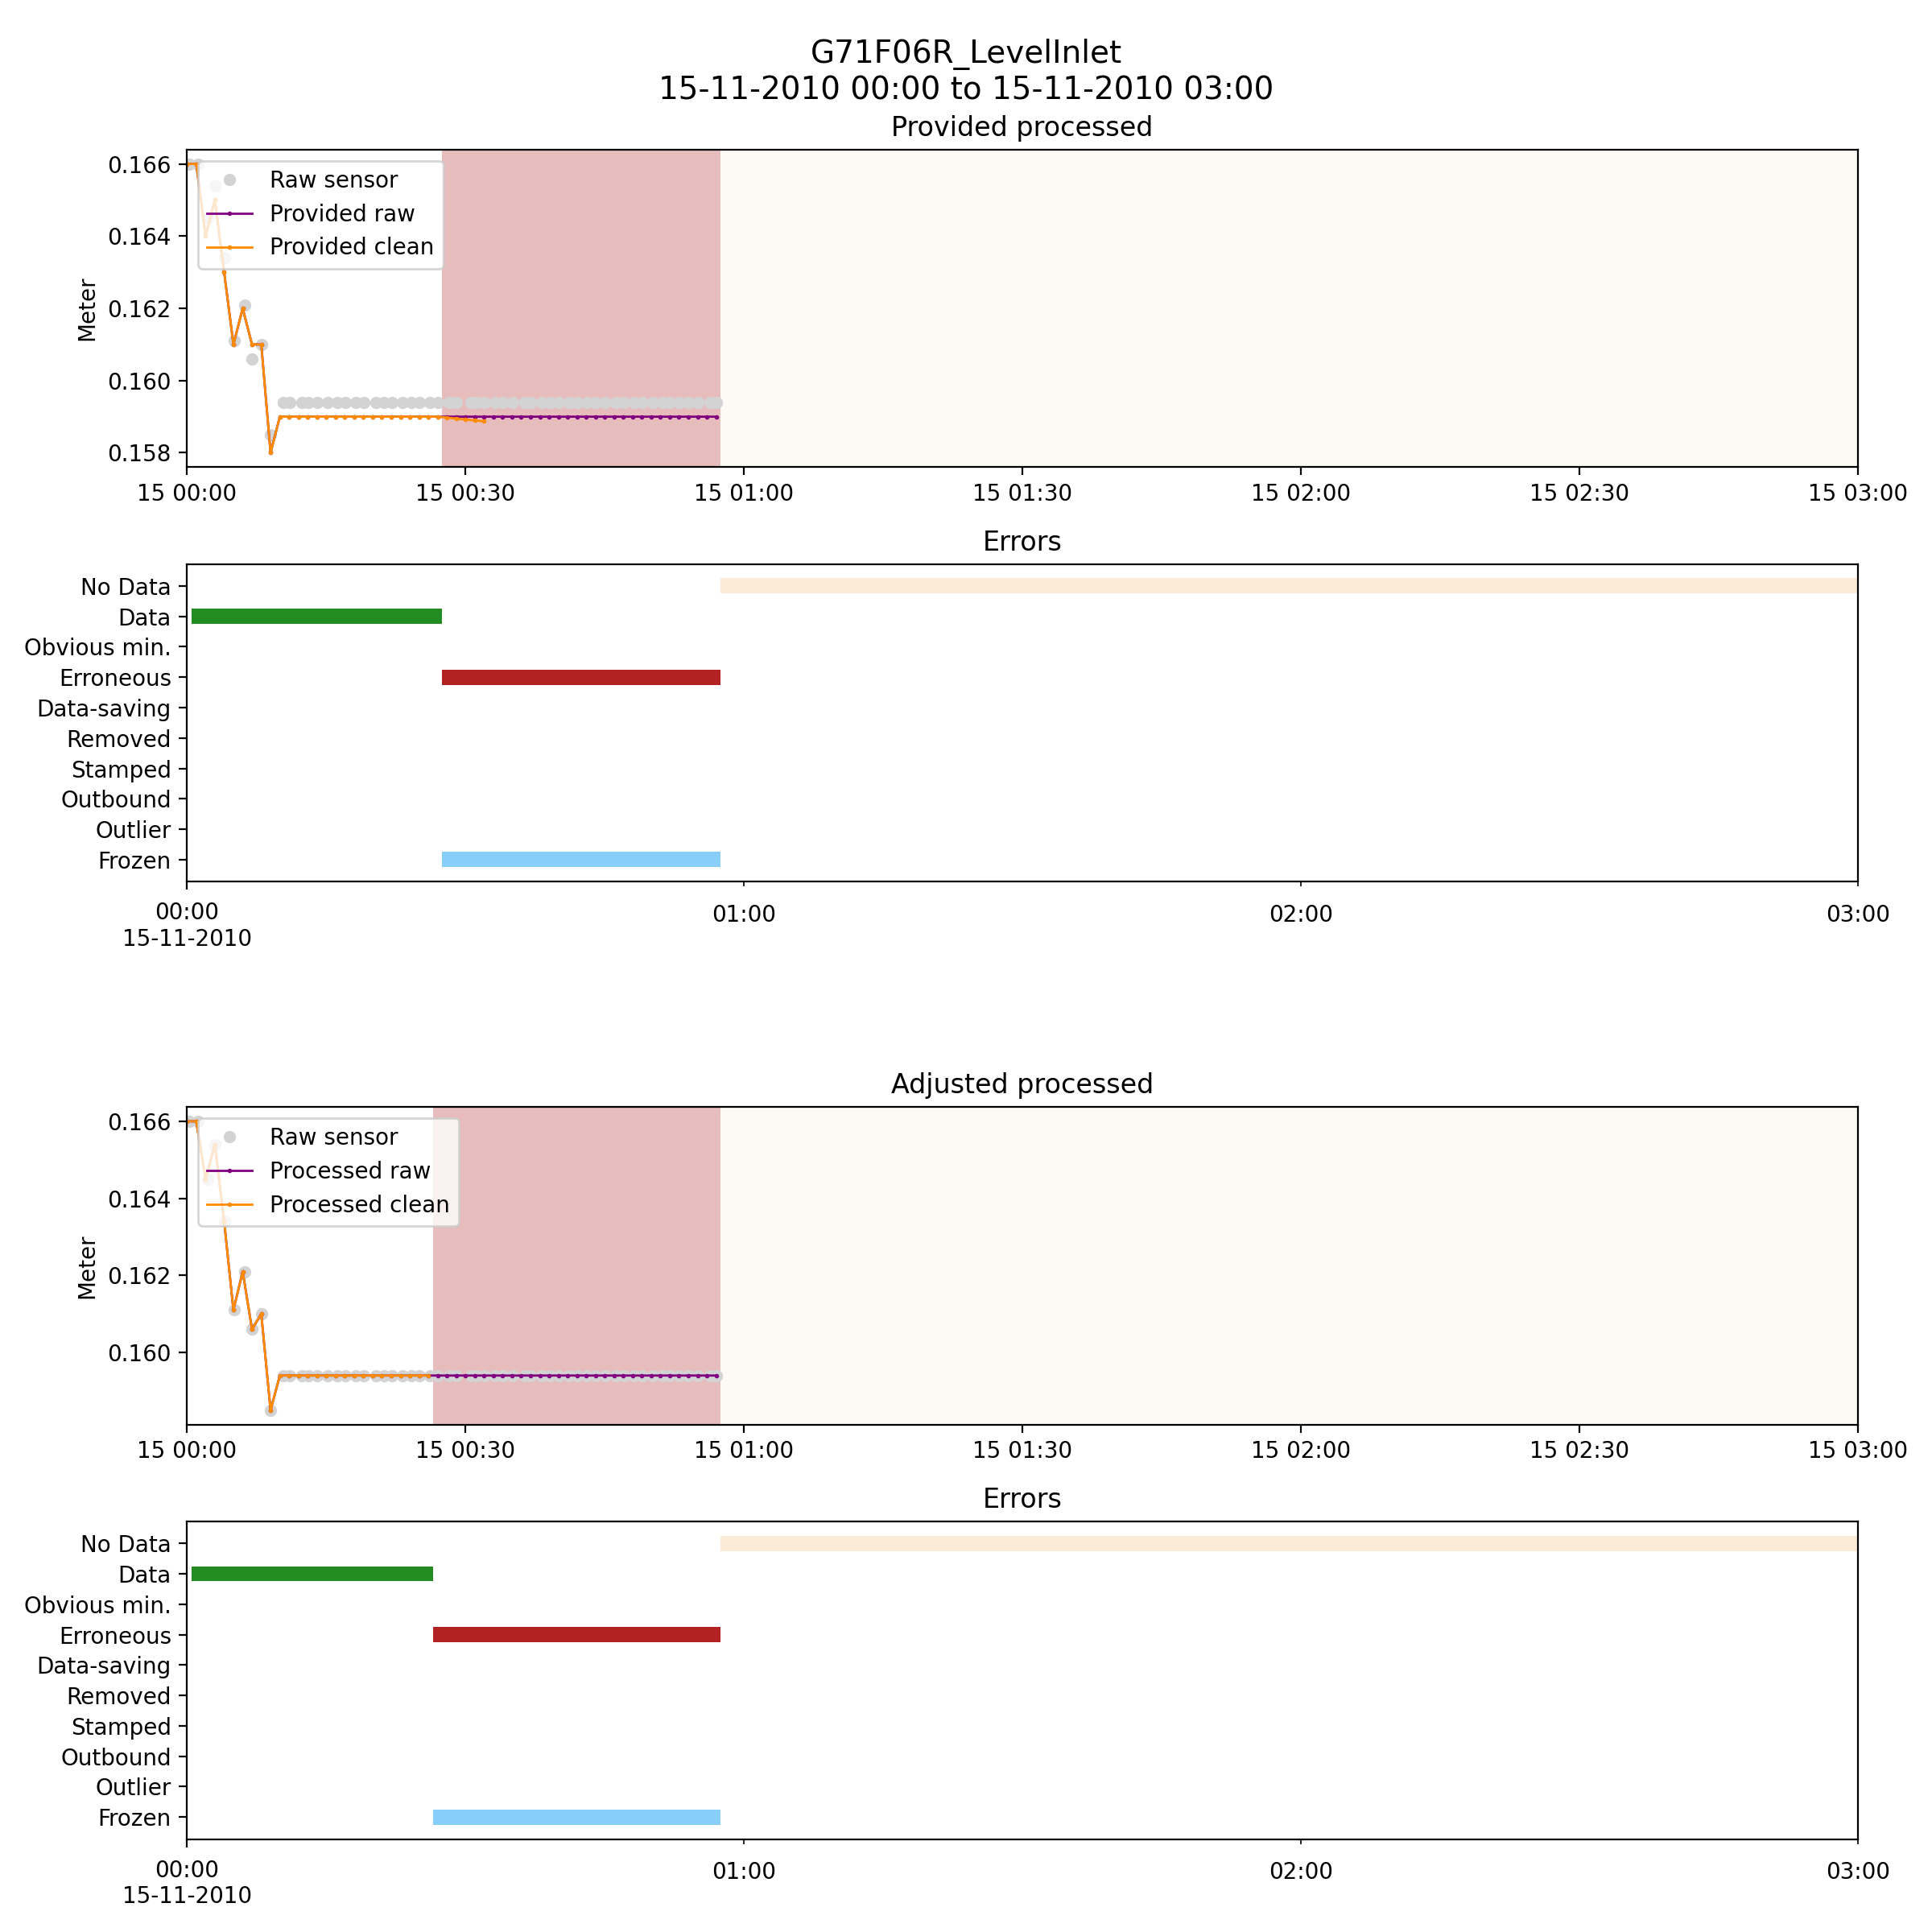 G71F06R_LevelInlet
15-11-2010 00:00 to 15-11-2010 03:00
Provided processed
Meter
0.166
0.164
0.162
0.160
0.158
Raw sensor
Provided raw
Provided clean
15 00:00 15 00:30 15 01:00 15 01:30 15 02:00 15 02:30 15 03:00
Errors
No Data
Data
Obvious min.
Erroneous
Data-saving
Removed
Stamped
Outbound
Outlier
Frozen
00:00 01:00 02:00 03:00
15-11-2010
Adjusted processed
Meter
0.166
0.164
0.162
0.160
Raw sensor
Processed raw
Processed clean
15 00:00 15 00:30 15 01:00 15 01:30 15 02:00 15 02:30 15 03:00
Errors
No Data
Data
Obvious min.
Erroneous
Data-saving
Removed
Stamped
Outbound
Outlier
Frozen
00:00 01:00 02:00 03:00
15-11-2010